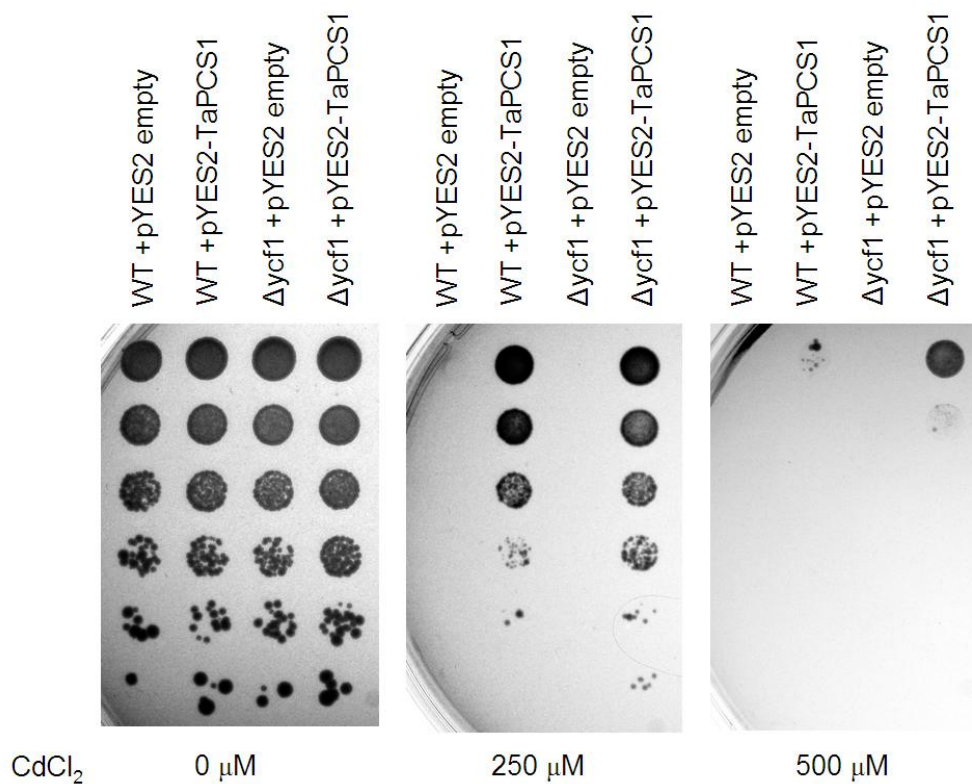 WT +pYES2 empty
WT +pYES2-TaPCS1
Δycf1 +pYES2 empty
Δycf1 +pYES2-TaPCS1
WT +pYES2 empty
WT +pYES2-TaPCS1
Δycf1 +pYES2 empty
Δycf1 +pYES2-TaPCS1
WT +pYES2 empty
WT +pYES2-TaPCS1
Δycf1 +pYES2 empty
Δycf1 +pYES2-TaPCS1
CdCl₂ 0 μM 250 μM 500 μM